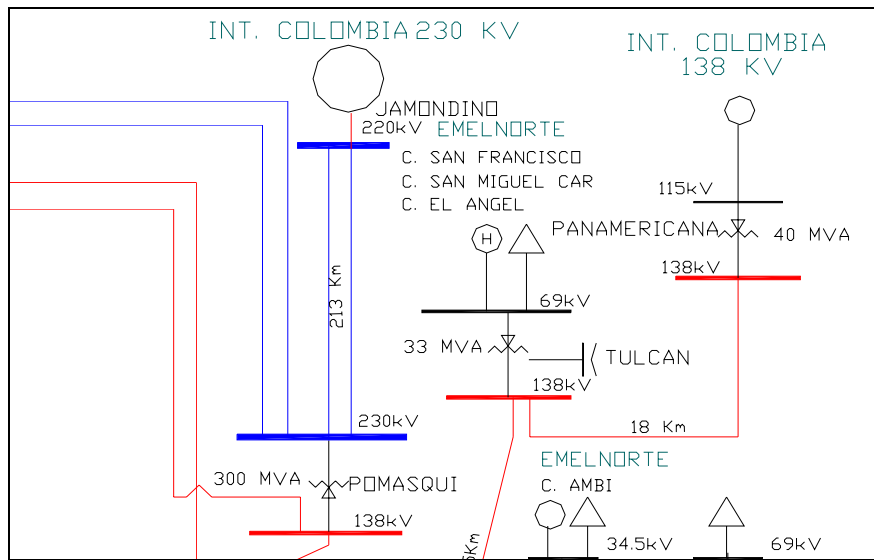 INT. COLOMBIA 230 KV
INT. COLOMBIA
138 KV
JAMONDINO
220kV
EMELNORTE
C. SAN FRANCISCO
C. SAN MIGUEL CAR
C. EL ANGEL
115kV
PANAMERICANA
40 MVA
H
138kV
213 Km
69kV
33 MVA
TULCAN
138kV
230kV
18 Km
EMELNORTE
300 MVA
POMASQUI
C. AMBI
138kV
34.5kV
69kV